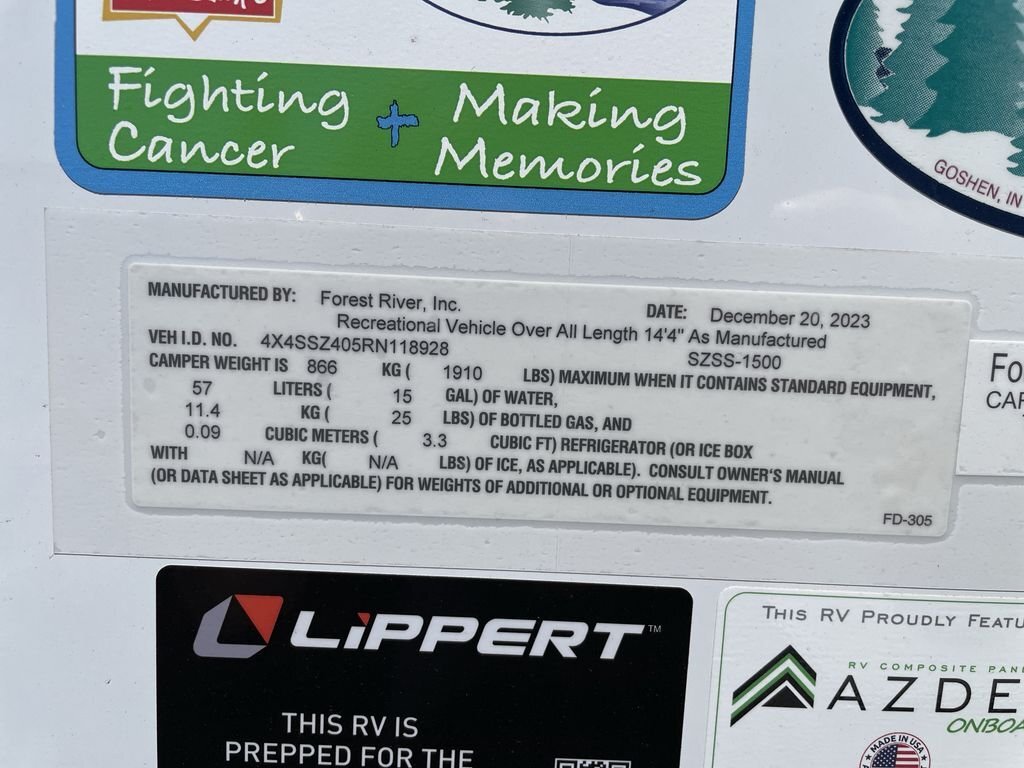 Fighting
Cancer
+
Making
Memories
GOSHEN, IN
MANUFACTURED BY: Forest River, Inc. DATE: December 20, 2023
Recreational Vehicle Over All Length 14'4" As Manufactured
VEH I.D. NO. 4X4SSZ405RN118928 SZSS-1500
CAMPER WEIGHT IS 866 KG ( 1910 LBS) MAXIMUM WHEN IT CONTAINS STANDARD EQUIPMENT,
57 LITERS ( 15 GAL) OF WATER,
11.4 KG ( 25 LBS) OF BOTTLED GAS, AND
0.09 CUBIC METERS ( 3.3 CUBIC FT) REFRIGERATOR (OR ICE BOX
WITH N/A KG( N/A LBS) OF ICE, AS APPLICABLE). CONSULT OWNER'S MANUAL
(OR DATA SHEET AS APPLICABLE) FOR WEIGHTS OF ADDITIONAL OR OPTIONAL EQUIPMENT.
FD-305
Fo
CAR
LiPPERT™
THIS RV IS
PREPPED FOR THE
THIS RV PROUDLY FEATU
RV COMPOSITE PANE
AZDE
ONBOA
MADE IN USA